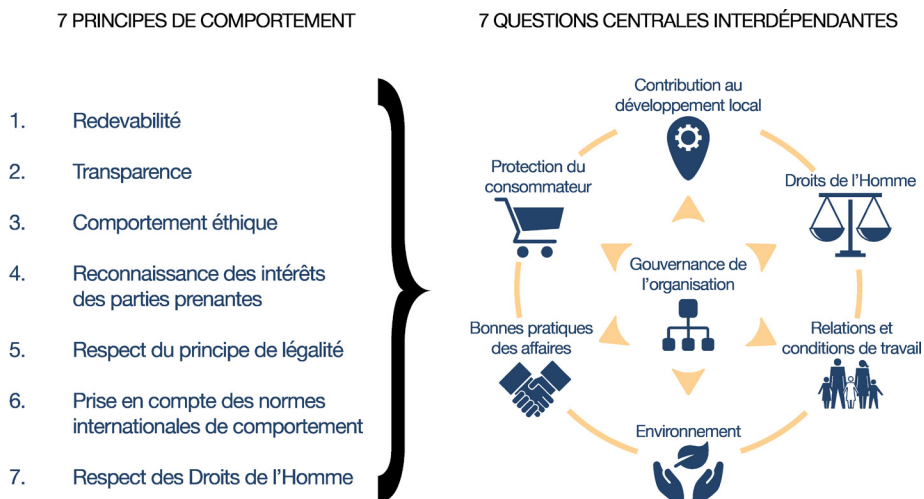 7 PRINCIPES DE COMPORTEMENT
1. Redevabilité
2. Transparence
3. Comportement éthique
4. Reconnaissance des intérêts
des parties prenantes
5. Respect du principe de légalité
6. Prise en compte des normes
internationales de comportement
7. Respect des Droits de l'Homme
7 QUESTIONS CENTRALES INTERDÉPENDANTES
Contribution au
développement local
Protection du
consommateur
Droits de l'Homme
Gouvernance de
l'organisation
Bonnes pratiques
des affaires
Relations et
conditions de travail
Environnement